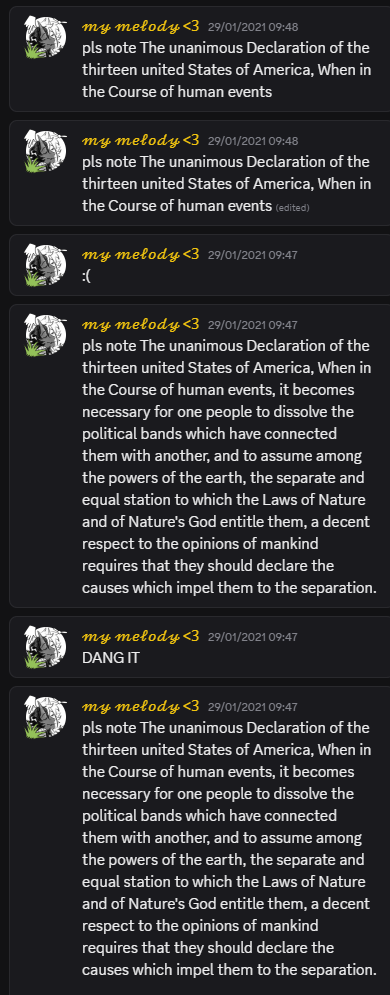 my melody <3 29/01/2021 09:48
pls note The unanimous Declaration of the
thirteen united States of America, When in
the Course of human events
my melody <3 29/01/2021 09:48
pls note The unanimous Declaration of the
thirteen united States of America, When in
the Course of human events (edited)
my melody <3 29/01/2021 09:47
:(
my melody <3 29/01/2021 09:47
pls note The unanimous Declaration of the
thirteen united States of America, When in
the Course of human events, it becomes
necessary for one people to dissolve the
political bands which have connected
them with another, and to assume among
the powers of the earth, the separate and
equal station to which the Laws of Nature
and of Nature's God entitle them, a decent
respect to the opinions of mankind
requires that they should declare the
causes which impel them to the separation.
my melody <3 29/01/2021 09:47
DANG IT
my melody <3 29/01/2021 09:47
pls note The unanimous Declaration of the
thirteen united States of America, When in
the Course of human events, it becomes
necessary for one people to dissolve the
political bands which have connected
them with another, and to assume among
the powers of the earth, the separate and
equal station to which the Laws of Nature
and of Nature's God entitle them, a decent
respect to the opinions of mankind
requires that they should declare the
causes which impel them to the separation.